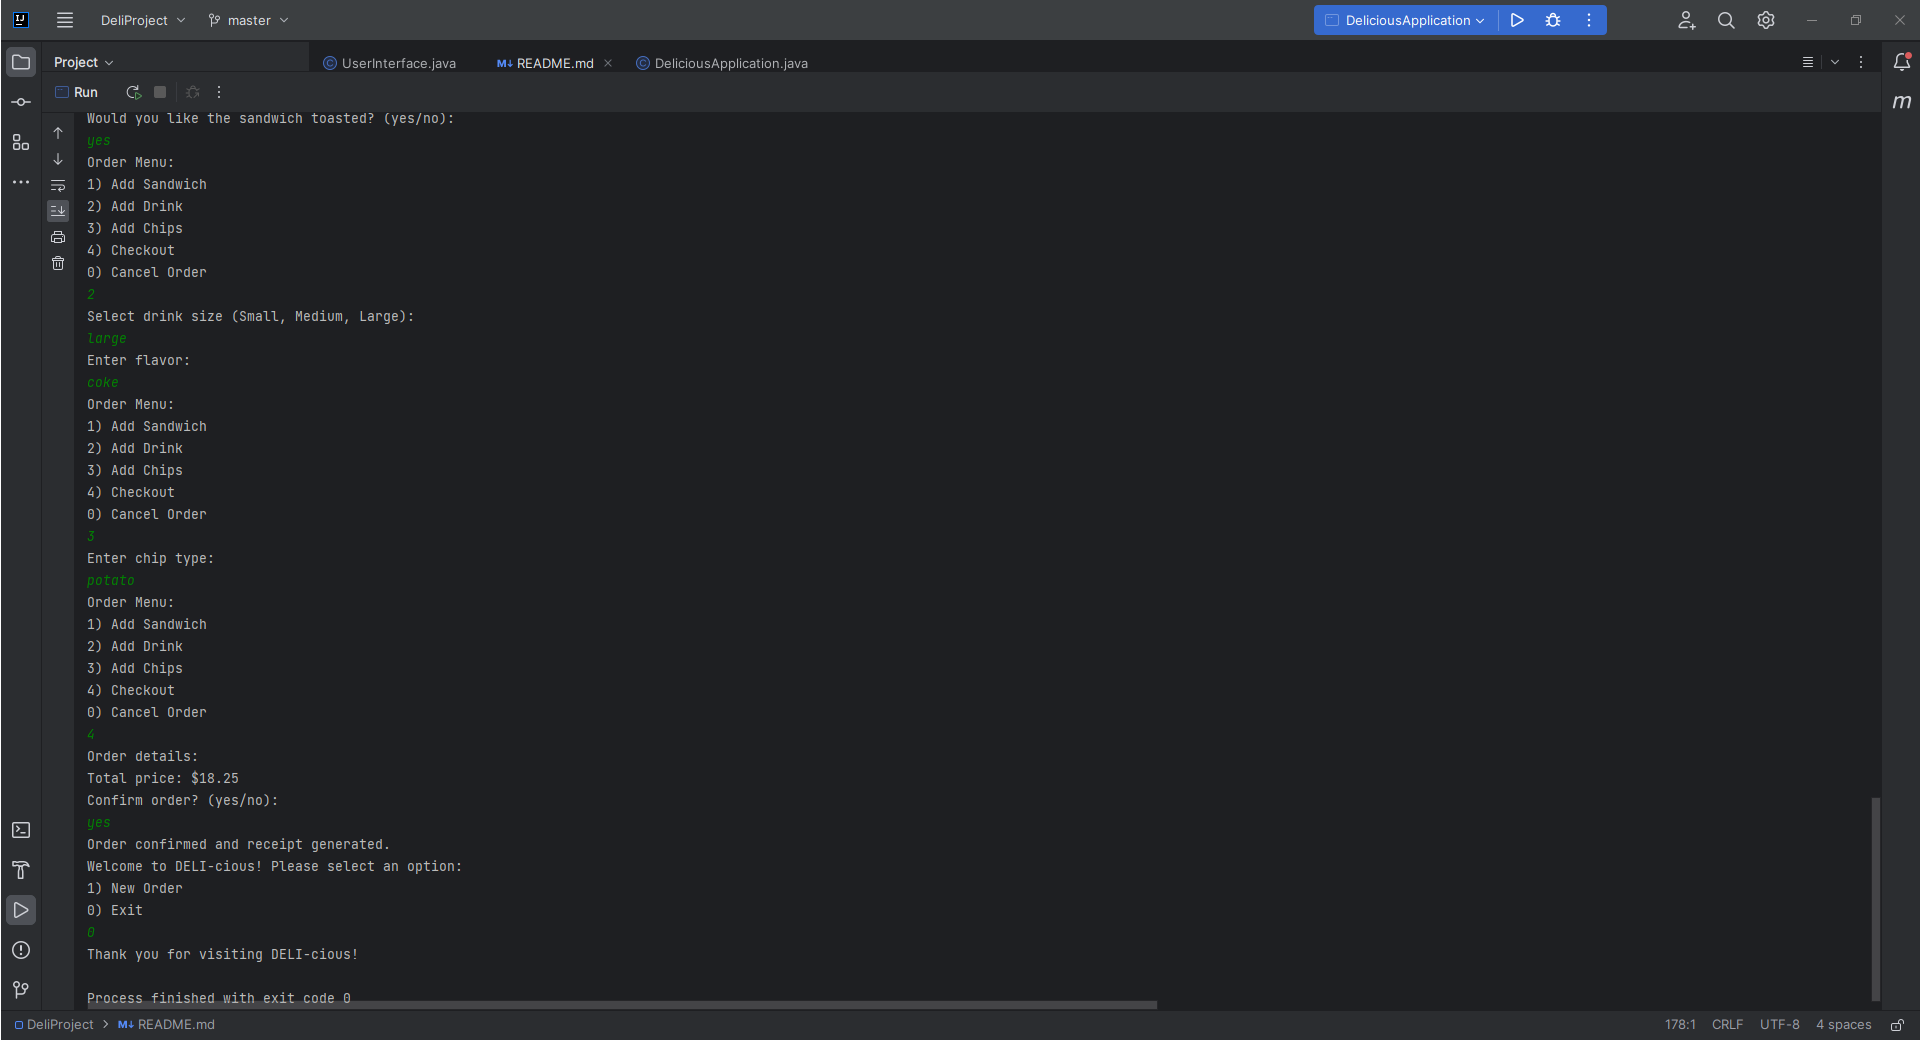 DeliProject
master
DeliciousApplication
Project
UserInterface.java
M↓ README.md
DeliciousApplication.java
Run
Would you like the sandwich toasted? (yes/no):
yes
Order Menu:
1) Add Sandwich
2) Add Drink
3) Add Chips
4) Checkout
0) Cancel Order
2
Select drink size (Small, Medium, Large):
large
Enter flavor:
coke
Order Menu:
1) Add Sandwich
2) Add Drink
3) Add Chips
4) Checkout
0) Cancel Order
3
Enter chip type:
potato
Order Menu:
1) Add Sandwich
2) Add Drink
3) Add Chips
4) Checkout
0) Cancel Order
4
Order details:
Total price: $18.25
Confirm order? (yes/no):
yes
Order confirmed and receipt generated.
Welcome to DELI-cious! Please select an option:
1) New Order
0) Exit
0
Thank you for visiting DELI-cious!
Process finished with exit code 0
DeliProject > M↓ README.md
178:1 CRLF UTF-8 4 spaces